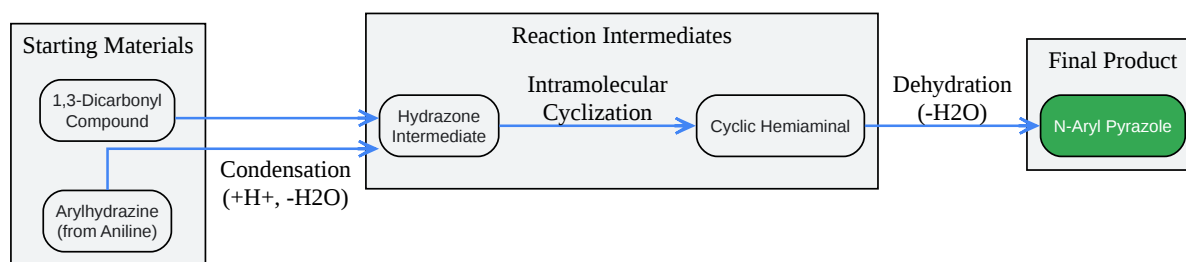 Starting Materials
1,3-Dicarbonyl
Compound
Arylhydrazine
(from Aniline)
Condensation
(+H+, -H2O)
Reaction Intermediates
Hydrazone
Intermediate
Intramolecular
Cyclization
Cyclic Hemiaminal
Dehydration
(-H2O)
Final Product
N-Aryl Pyrazole